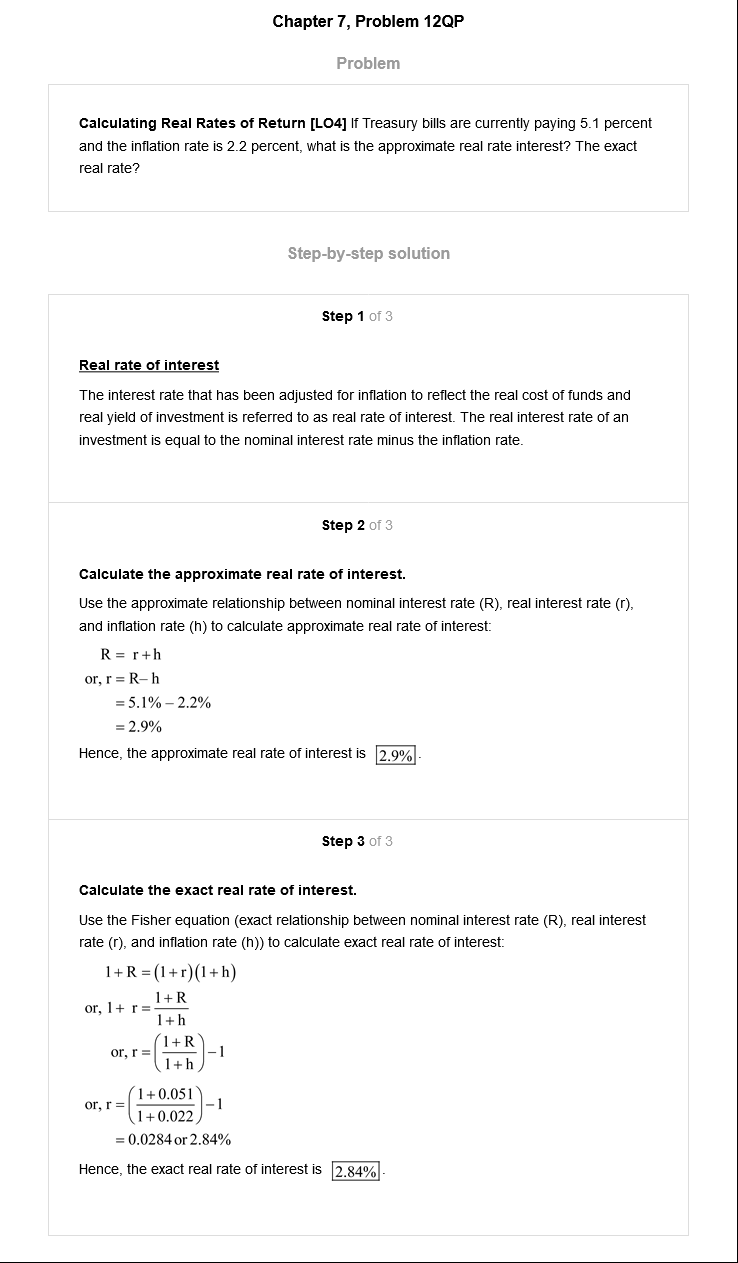 Chapter 7, Problem 12QP
Problem
Calculating Real Rates of Return [LO4] If Treasury bills are currently paying 5.1 percent
and the inflation rate is 2.2 percent, what is the approximate real rate interest? The exact
real rate?
Step-by-step solution
Step 1 of 3
Real rate of interest
The interest rate that has been adjusted for inflation to reflect the real cost of funds and
real yield of investment is referred to as real rate of interest. The real interest rate of an
investment is equal to the nominal interest rate minus the inflation rate.
Step 2 of 3
Calculate the approximate real rate of interest.
Use the approximate relationship between nominal interest rate (R), real interest rate (r),
and inflation rate (h) to calculate approximate real rate of interest:
R = r+h
or, r = R– h
= 5.1% – 2.2%
= 2.9%
Hence, the approximate real rate of interest is 2.9% .
Step 3 of 3
Calculate the exact real rate of interest.
Use the Fisher equation (exact relationship between nominal interest rate (R), real interest
rate (r), and inflation rate (h)) to calculate exact real rate of interest:
1+R = (1+r)(1+h)
or, 1+ r = (1+R)/(1+h)
or, r = ((1+R)/(1+h)) – 1
or, r = ((1+0.051)/(1+0.022)) – 1
= 0.0284 or 2.84%
Hence, the exact real rate of interest is 2.84% .